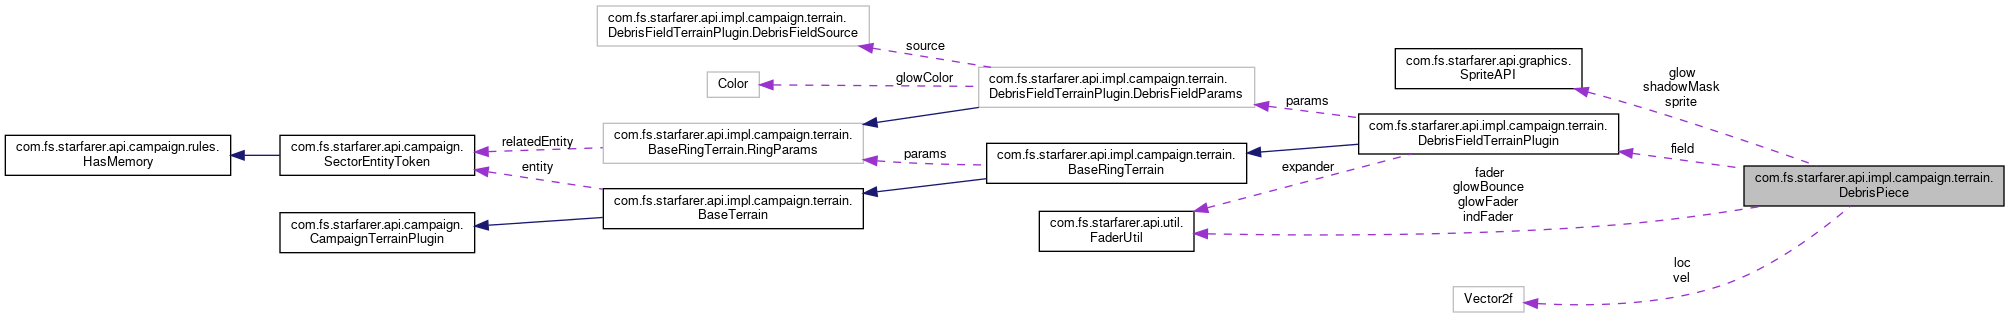 com.fs.starfarer.api.impl.campaign.terrain.
DebrisFieldTerrainPlugin.DebrisFieldSource
source
Color
glowColor
com.fs.starfarer.api.impl.campaign.terrain.
DebrisFieldTerrainPlugin.DebrisFieldParams
com.fs.starfarer.api.graphics.
SpriteAPI
glow
shadowMask
sprite
params
com.fs.starfarer.api.impl.campaign.terrain.
DebrisFieldTerrainPlugin
field
com.fs.starfarer.api.campaign.rules.
HasMemory
com.fs.starfarer.api.campaign.
SectorEntityToken
relatedEntity
com.fs.starfarer.api.impl.campaign.terrain.
BaseRingTerrain.RingParams
params
com.fs.starfarer.api.impl.campaign.terrain.
BaseRingTerrain
expander
entity
com.fs.starfarer.api.impl.campaign.terrain.
BaseTerrain
com.fs.starfarer.api.campaign.
CampaignTerrainPlugin
com.fs.starfarer.api.util.
FaderUtil
fader
glowBounce
glowFader
indFader
com.fs.starfarer.api.impl.campaign.terrain.
DebrisPiece
loc
vel
Vector2f